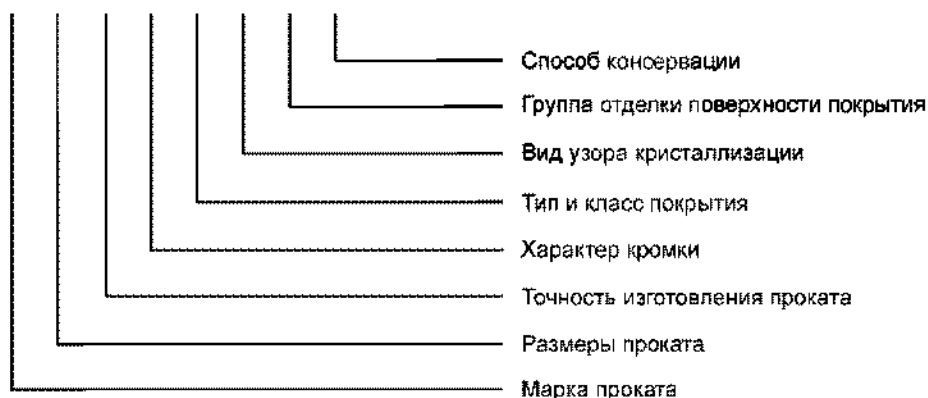 Способ консервации
Группа отделки поверхности покрытия
Вид узора кристаллизации
Тип и класс покрытия
Характер кромки
Точность изготовления проката
Размеры проката
Марка проката